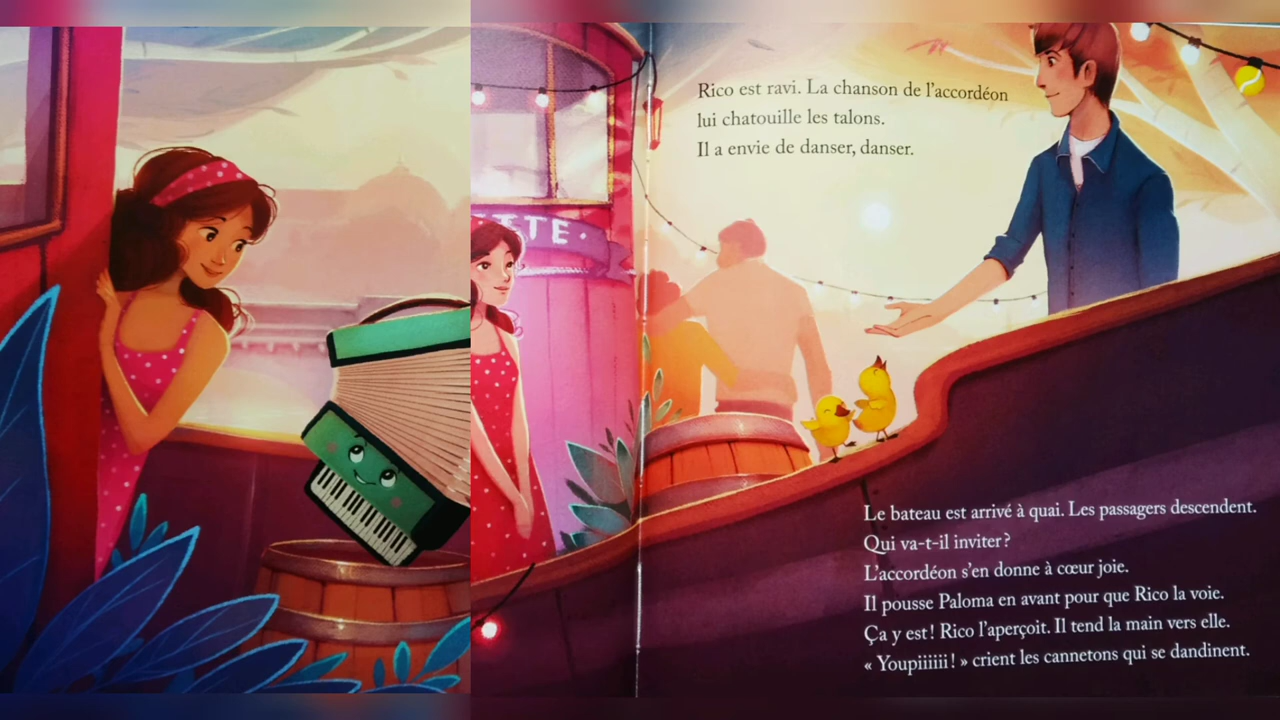 TTE.
Rico est ravi. La chanson de l'accordéon
lui chatouille les talons.
Il a envie de danser, danser.
Le bateau est arrivé à quai. Les passagers descendent.
Qui va-t-il inviter ?
L'accordéon s'en donne à cœur joie.
Il pousse Paloma en avant pour que Rico la voie.
Ça y est ! Rico l'aperçoit. Il tend la main vers elle.
« Youpiiiiii ! » crient les cannetons qui se dandinent.